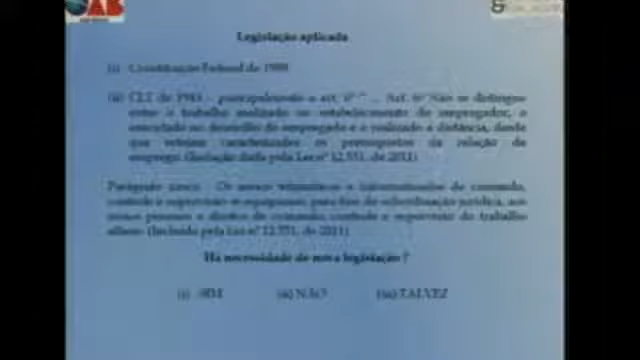 OAB
Legislação aplicada
(i) Constituição Federal de 1988
(ii) CLT de 1943 – principalmente o art. 6º " ... Art. 6º Não se distingue
entre o trabalho realizado no estabelecimento do empregador, o
executado no domicílio do empregado e o realizado a distância, desde
que estejam caracterizados os pressupostos da relação de
emprego. (Redação dada pela Lei nº 12.551, de 2011)
Parágrafo único. Os meios telemáticos e informatizados de comando,
controle e supervisão se equiparam, para fins de subordinação jurídica, aos
meios pessoais e diretos de comando, controle e supervisão do trabalho
alheio. (Incluído pela Lei nº 12.551, de 2011)
Há necessidade de nova legislação ?
(i) SIM (ii) NÃO (iii) TALVEZ